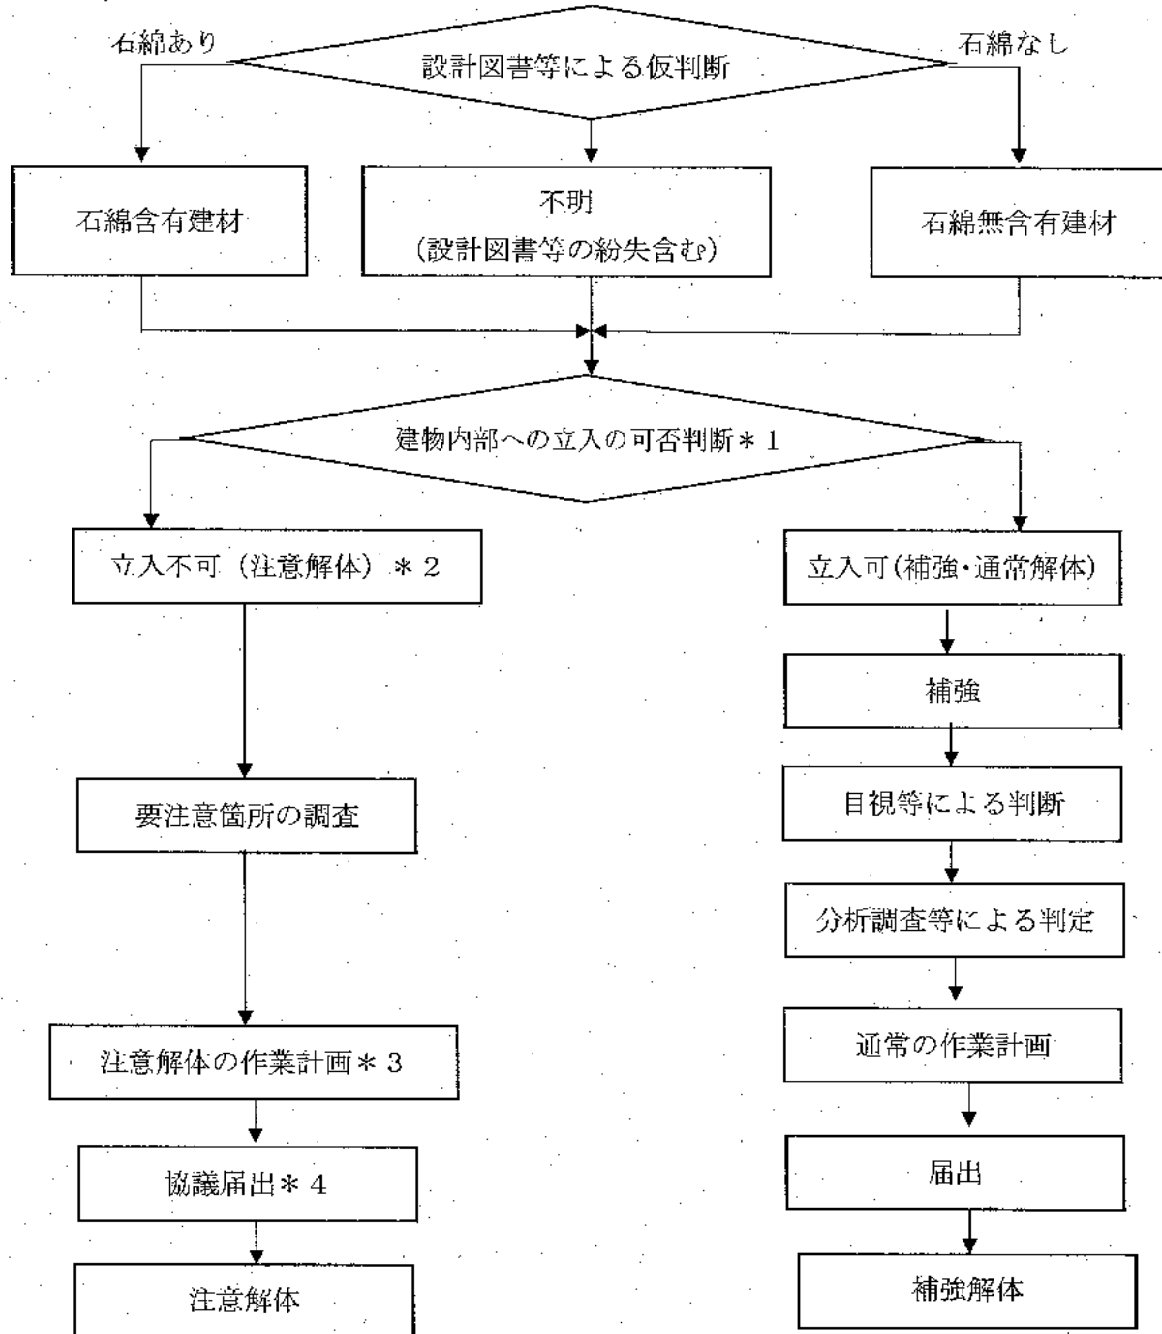 石綿あり
石綿なし
設計図書等による仮判断
石綿含有建材
不明
(設計図書等の紛失含む)
石綿無含有建材
建物内部への立入の可否判断＊1
立入不可（注意解体）＊2
立入可(補強・通常解体)
補強
要注意箇所の調査
目視等による判断
分析調査等による判定
注意解体の作業計画＊3
通常の作業計画
協議届出＊4
届出
注意解体
補強解体